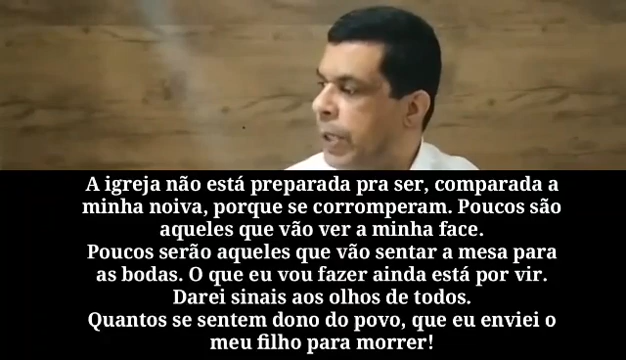 A igreja não está preparada pra ser, comparada a
minha noiva, porque se corromperam. Poucos são
aqueles que vão ver a minha face.
Poucos serão aqueles que vão sentar a mesa para
as bodas. O que eu vou fazer ainda está por vir.
Darei sinais aos olhos de todos.
Quantos se sentem dono do povo, que eu enviei o
meu filho para morrer!